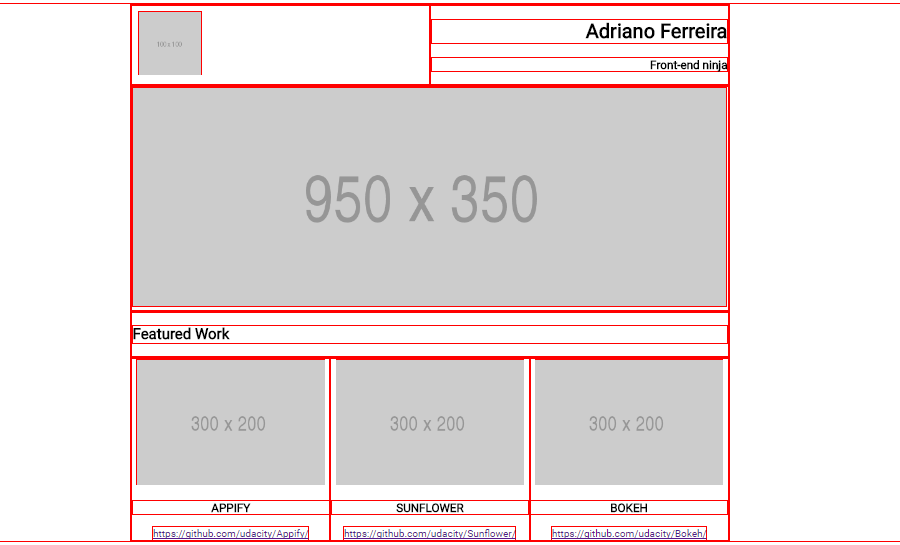 100 x 100
Adriano Ferreira
Front-end ninja
950 x 350
Featured Work
300 x 200
300 x 200
300 x 200
APPIFY
SUNFLOWER
BOKEH
https://github.com/udacity/Appify/
https://github.com/udacity/Sunflower/
https://github.com/udacity/Bokeh/